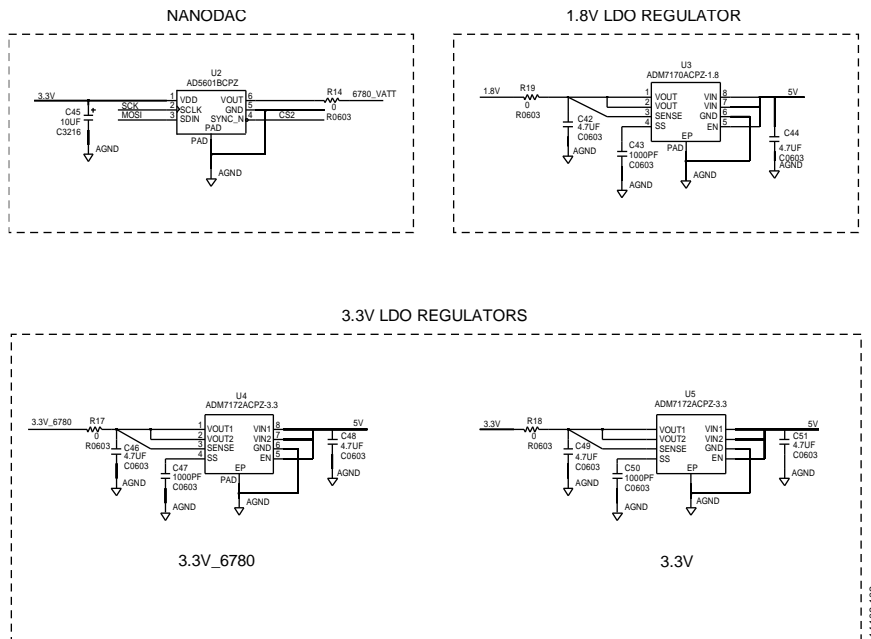 NANODAC
U2
AD5601BCPZ
3.3V
1 VDD VOUT 6
SCK 2 SCLK GND 5
MOSI 3 SDIN SYNC_N 4 CS2
PAD
PAD
C45
10UF
C3216
AGND
AGND
R14
0
R0603
6780_VATT
1.8V LDO REGULATOR
U3
ADM7170ACPZ-1.8
1.8V
R19
0
R0603
1 VOUT VIN 8
2 VOUT VIN 7
3 SENSE GND 6
4 SS EN 5
EP
PAD
5V
C42
4.7UF
C0603
AGND
C43
1000PF
C0603
AGND
AGND
C44
4.7UF
C0603
AGND
3.3V LDO REGULATORS
U4
ADM7172ACPZ-3.3
3.3V_6780
R17
0
R0603
1 VOUT1 VIN1 8
2 VOUT2 VIN2 7
3 SENSE GND 6
4 SS EN 5
EP
PAD
5V
C46
4.7UF
C0603
AGND
C47
1000PF
C0603
AGND
AGND
C48
4.7UF
C0603
AGND
3.3V_6780
U5
ADM7172ACPZ-3.3
3.3V
R18
0
R0603
VOUT1 VIN1
VOUT2 VIN2
SENSE GND
SS EN
EP
5V
C49
4.7UF
C0603
AGND
C50
1000PF
C0603
AGND
AGND
C51
4.7UF
C0603
AGND
3.3V